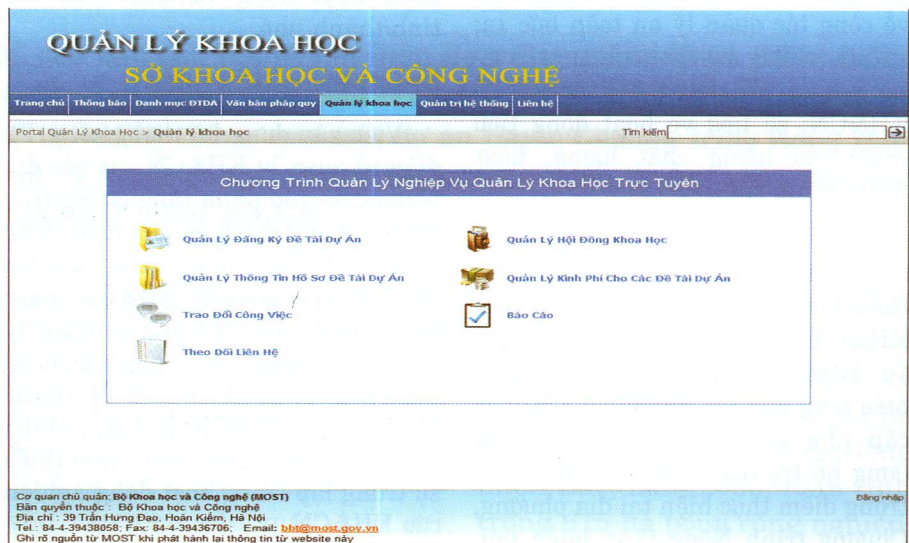 QUẢN LÝ KHOA HỌC
SỞ KHOA HỌC VÀ CÔNG NGHỆ
Trang chủ Thông báo Danh mục ĐTDA Văn bản pháp quy Quản lý khoa học Quản trị hệ thống Liên hệ
Portal Quản Lý Khoa Học > Quản lý khoa học Tìm kiếm
Chương Trình Quản Lý Nghiệp Vụ Quản Lý Khoa Học Trực Tuyến
Quản Lý Đăng Ký Đề Tài Dự Án Quản Lý Hội Đồng Khoa Học
Quản Lý Thông Tin Hồ Sơ Đề Tài Dự Án Quản Lý Kinh Phí Cho Các Đề Tài Dự Án
Trao Đổi Công Việc Báo Cáo
Theo Dõi Liên Hệ
Cơ quan chủ quản: Bộ Khoa học và Công nghệ (MOST) Đăng nhập
Bản quyền thuộc : Bộ Khoa học và Công nghệ
Địa chỉ : 39 Trần Hưng Đạo, Hoàn Kiếm, Hà Nội
Tel.: 84-4-39438058; Fax: 84-4-39436706; Email: bbt@most.gov.vn
Ghi rõ nguồn từ MOST khi phát hành lại thông tin từ website này